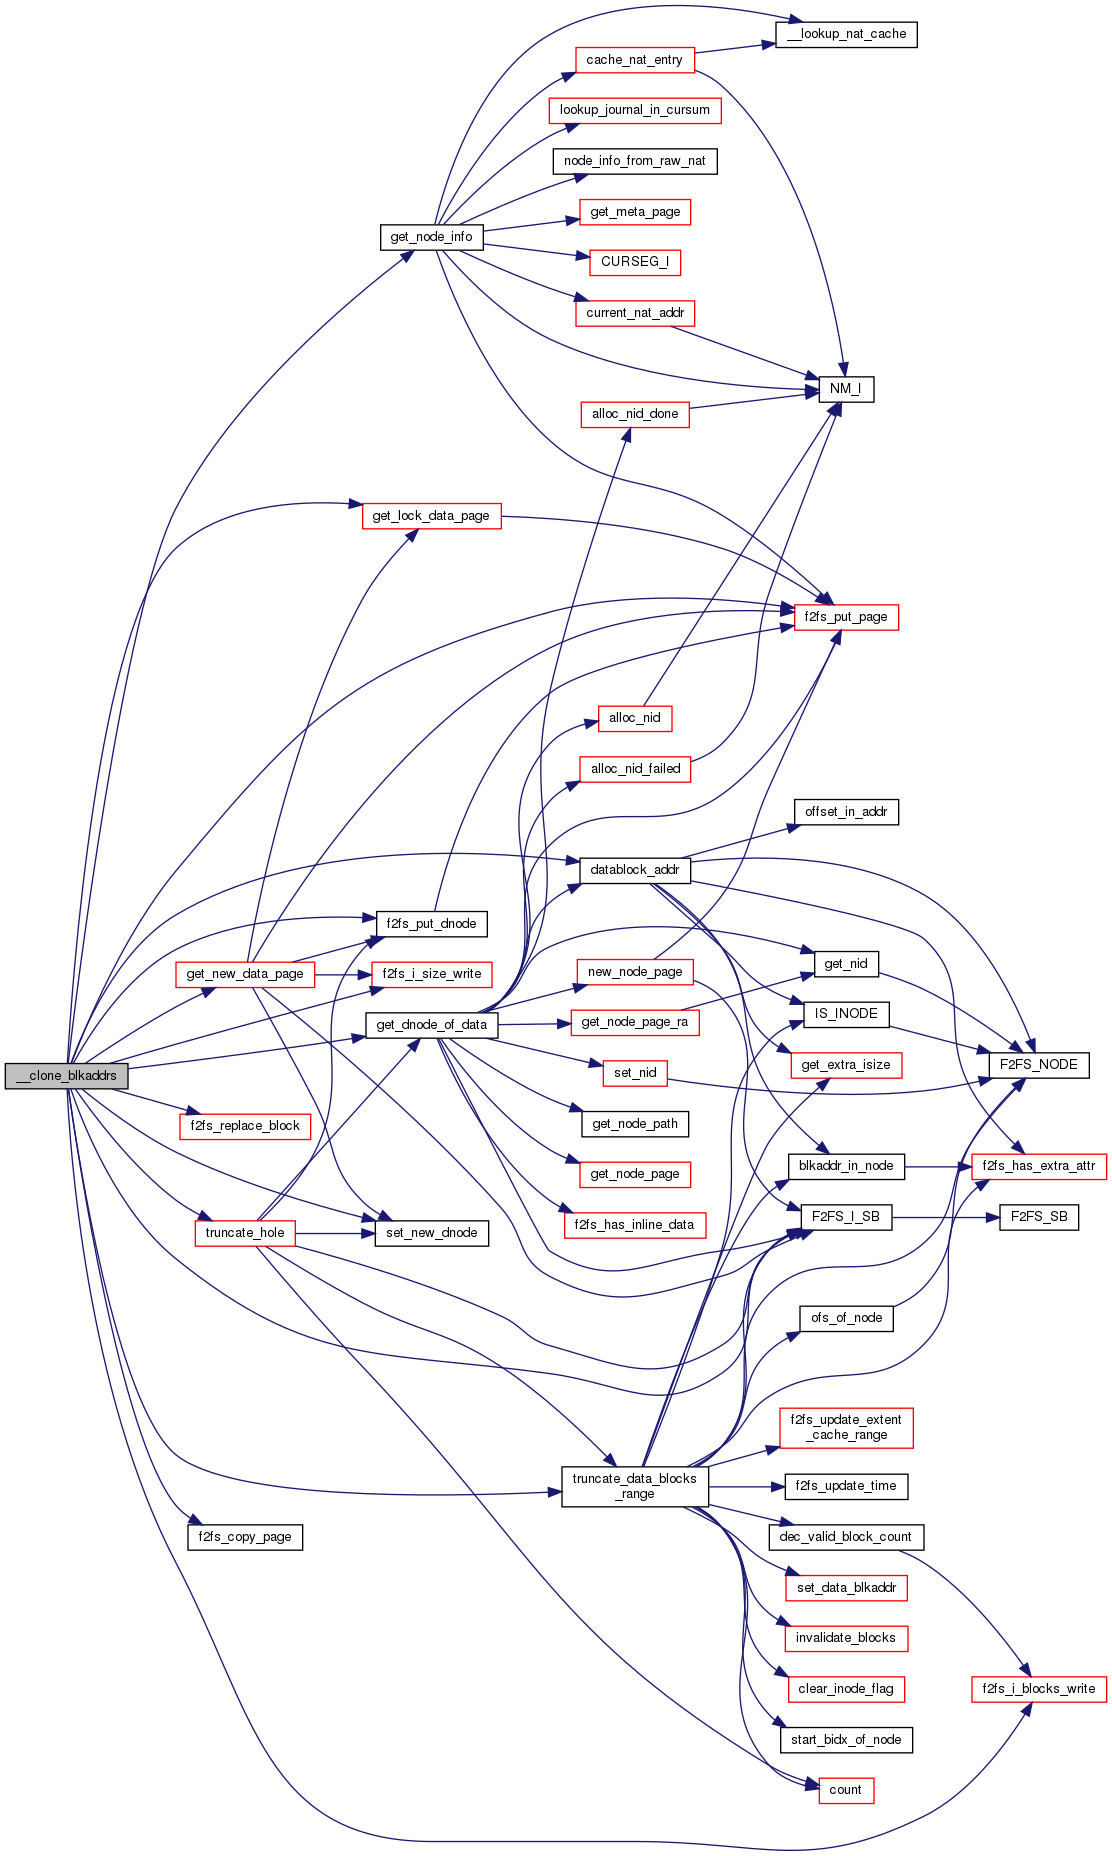 __lookup_nat_cache
cache_nat_entry
lookup_journal_in_cursum
node_info_from_raw_nat
get_meta_page
get_node_info
CURSEG_I
current_nat_addr
NM_I
alloc_nid_done
get_lock_data_page
f2fs_put_page
alloc_nid
alloc_nid_failed
offset_in_addr
datablock_addr
f2fs_put_dnode
get_nid
get_new_data_page
f2fs_i_size_write
new_node_page
IS_INODE
get_dnode_of_data
get_node_page_ra
get_extra_isize
F2FS_NODE
__clone_blkaddrs
set_nid
f2fs_replace_block
get_node_path
get_node_page
blkaddr_in_node
f2fs_has_extra_attr
truncate_hole
set_new_dnode
f2fs_has_inline_data
F2FS_I_SB
F2FS_SB
ofs_of_node
f2fs_update_extent
_cache_range
truncate_data_blocks
_range
f2fs_update_time
f2fs_copy_page
dec_valid_block_count
set_data_blkaddr
invalidate_blocks
clear_inode_flag
f2fs_i_blocks_write
start_bidx_of_node
count